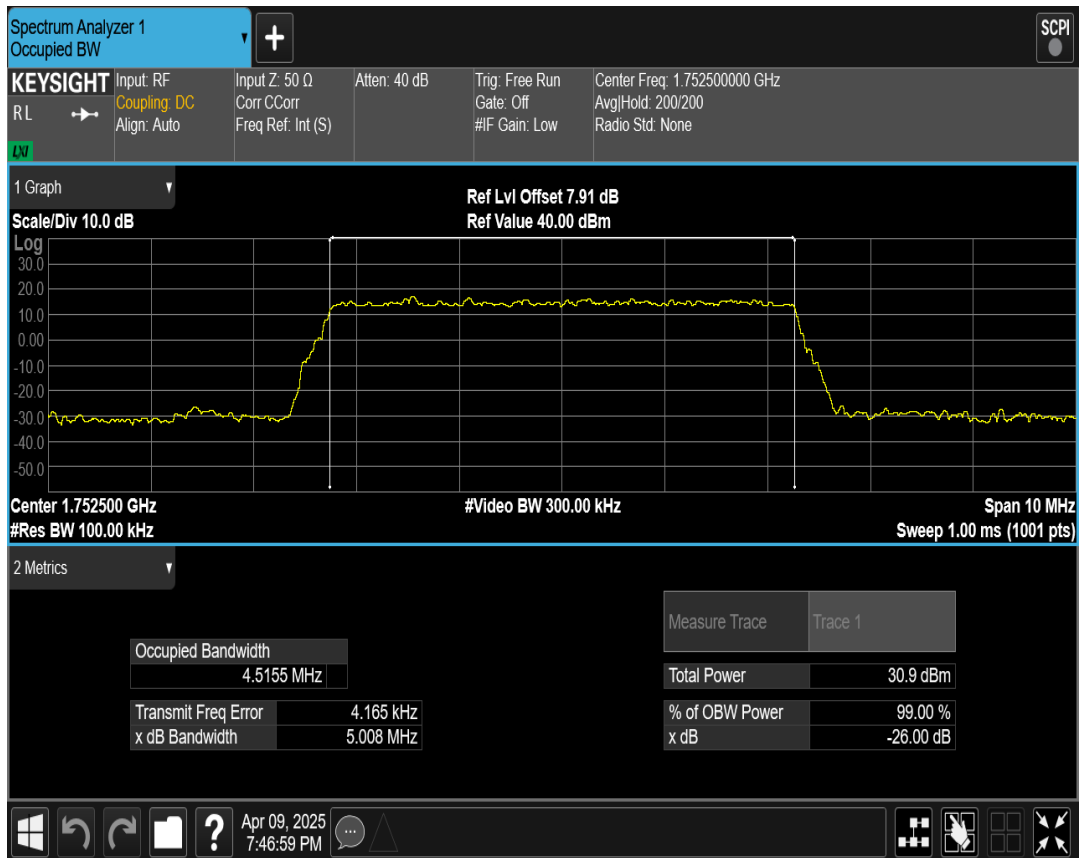 Spectrum Analyzer 1
Occupied BW
+
SCPI
KEYSIGHT
RL
LXI
Input: RF
Coupling: DC
Align: Auto
Input Z: 50 Ω
Corr CCorr
Freq Ref: Int (S)
Atten: 40 dB
Trig: Free Run
Gate: Off
#IF Gain: Low
Center Freq: 1.752500000 GHz
Avg|Hold: 200/200
Radio Std: None
1 Graph
Scale/Div 10.0 dB
Ref Lvl Offset 7.91 dB
Ref Value 40.00 dBm
Log
30.0
20.0
10.0
0.00
-10.0
-20.0
-30.0
-40.0
-50.0
Center 1.752500 GHz
#Video BW 300.00 kHz
Span 10 MHz
#Res BW 100.00 kHz
Sweep 1.00 ms (1001 pts)
2 Metrics
Measure Trace Trace 1
Occupied Bandwidth
4.5155 MHz
Total Power 30.9 dBm
Transmit Freq Error 4.165 kHz
% of OBW Power 99.00 %
x dB Bandwidth 5.008 MHz
x dB -26.00 dB
?
Apr 09, 2025
7:46:59 PM
...